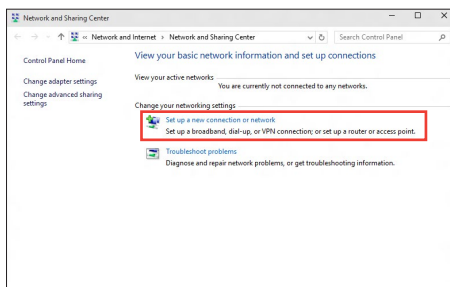 Network and Sharing Center
« Network and Internet › Network and Sharing Center
Search Control Panel
Control Panel Home
View your basic network information and set up connections
Change adapter settings
View your active networks
You are currently not connected to any networks.
Change advanced sharing
settings
Change your networking settings
Set up a new connection or network
Set up a broadband, dial-up, or VPN connection; or set up a router or access point.
Troubleshoot problems
Diagnose and repair network problems, or get troubleshooting information.